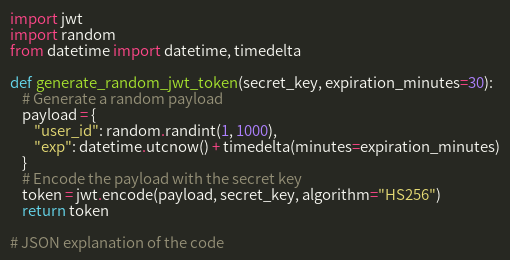 import jwt
import random
from datetime import datetime, timedelta

def generate_random_jwt_token(secret_key, expiration_minutes=30):
    # Generate a random payload
    payload = {
        "user_id": random.randint(1, 1000),
        "exp": datetime.utcnow() + timedelta(minutes=expiration_minutes)
    }
    # Encode the payload with the secret key
    token = jwt.encode(payload, secret_key, algorithm="HS256")
    return token

# JSON explanation of the code